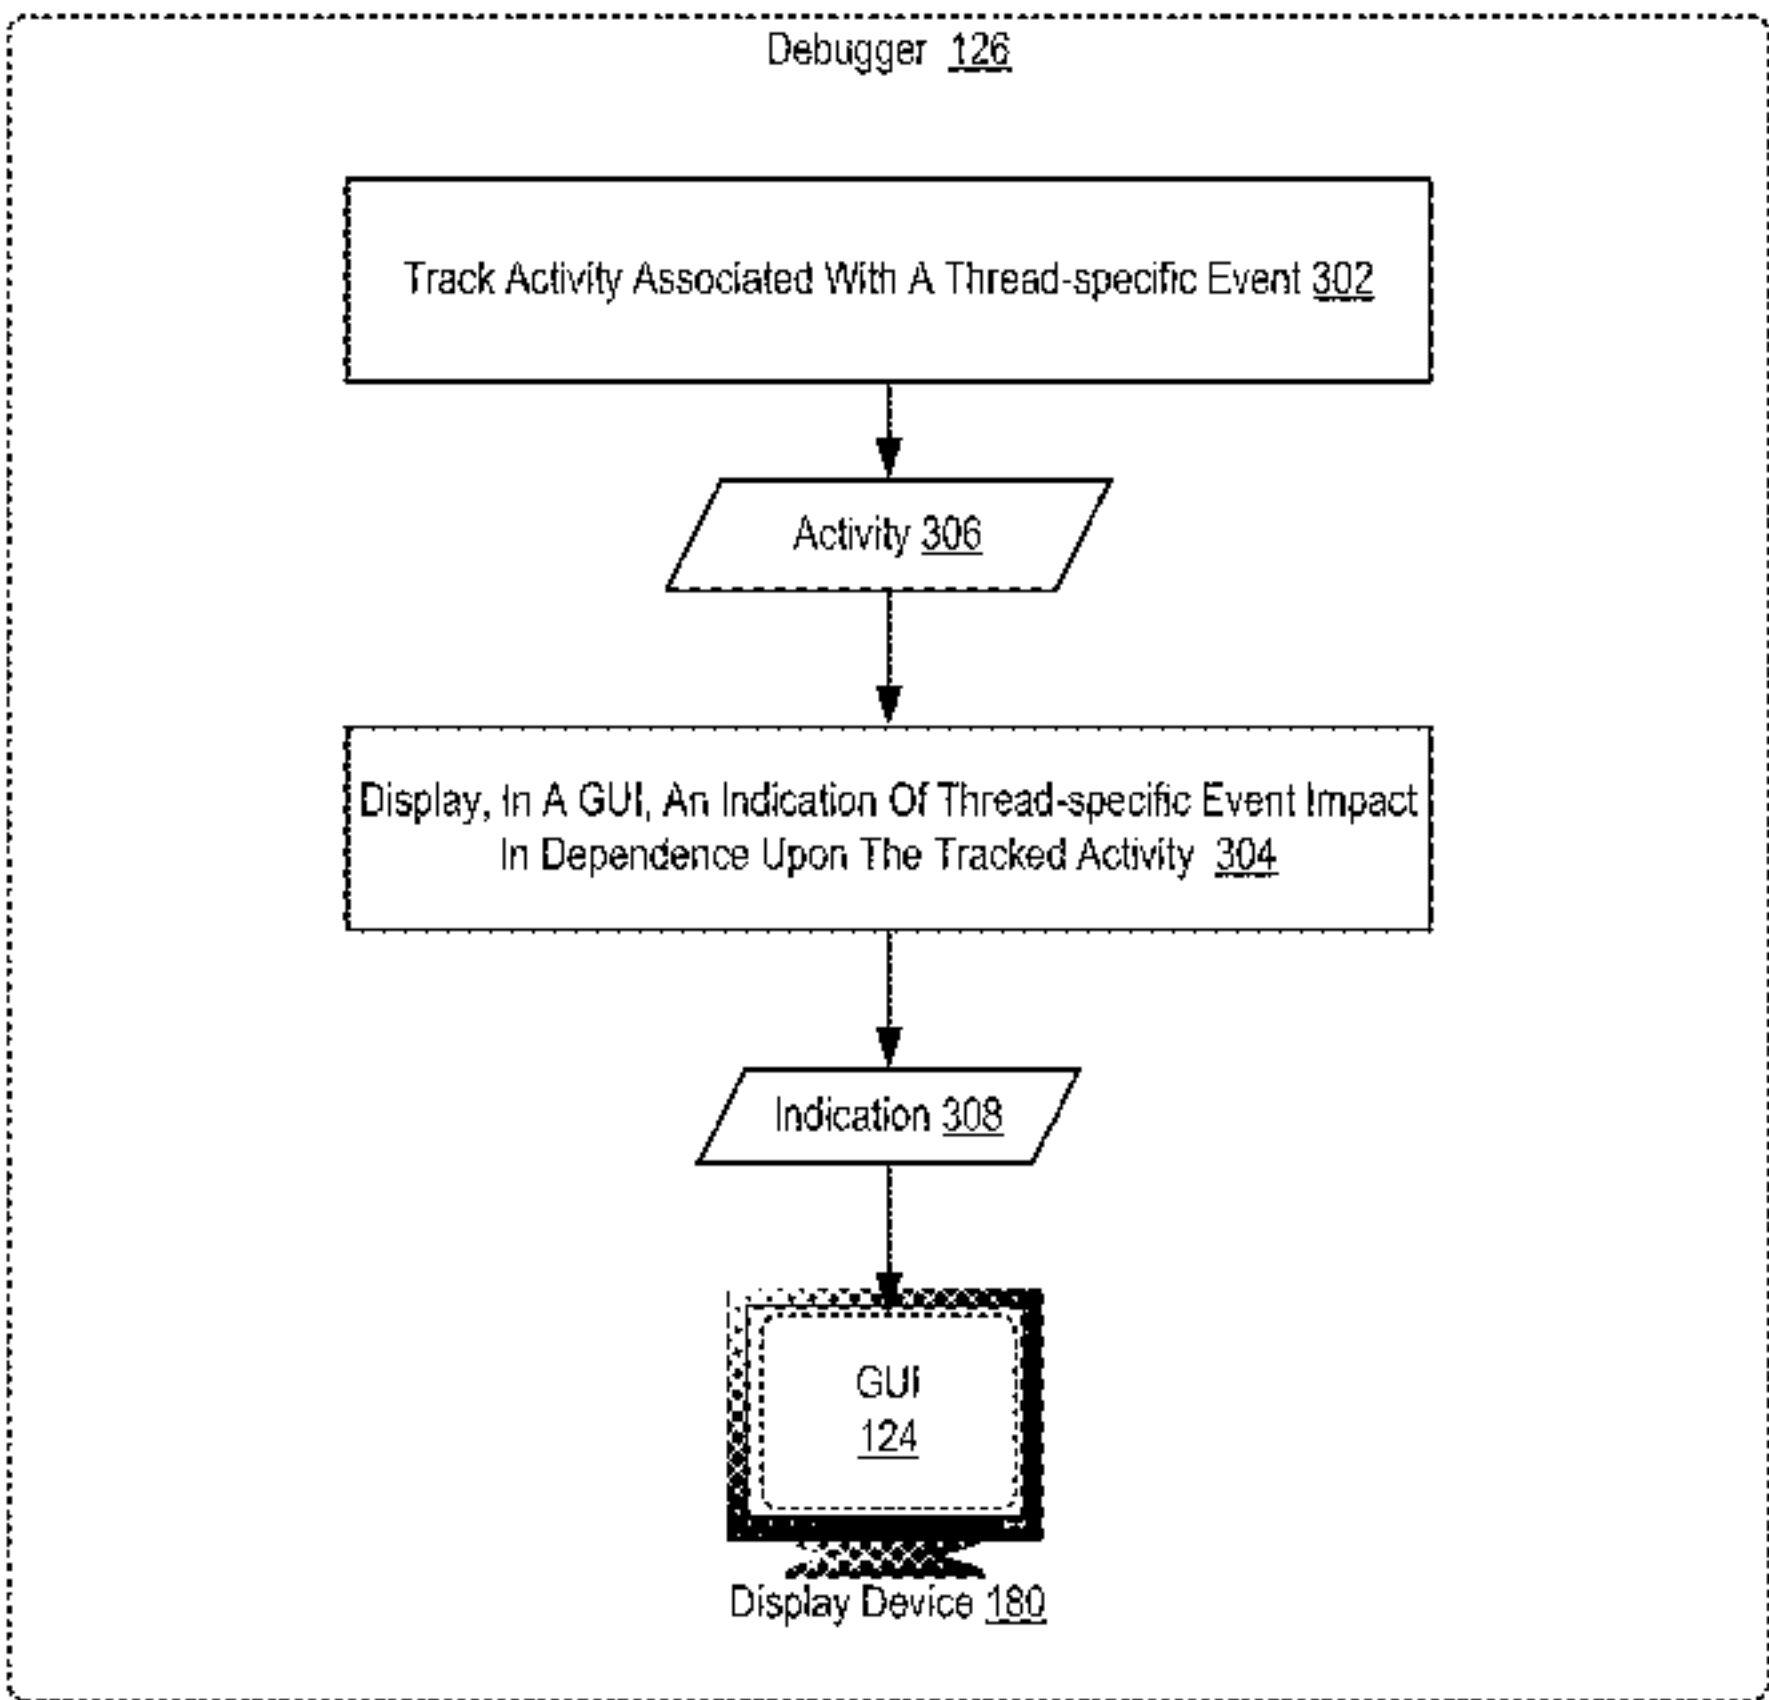 Debugger 126
Track Activity Associated With A Thread-specific Event 302
Activity 306
Display, In A GUI, An Indication Of Thread-specific Event Impact
In Dependence Upon The Tracked Activity 304
Indication 308
GUI
124
Display Device 180